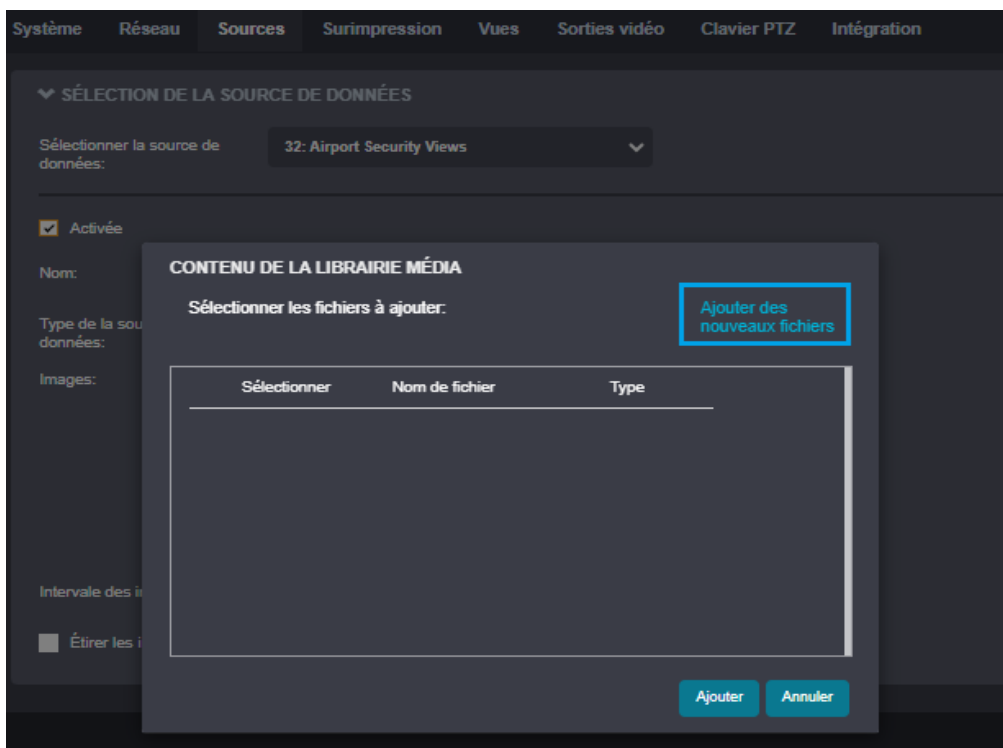 Système Réseau Sources Surimpression Vues Sorties vidéo Clavier PTZ Intégration
SÉLECTION DE LA SOURCE DE DONNÉES
Sélectionner la source de
données:
32: Airport Security Views
Activée
Nom:
CONTENU DE LA LIBRAIRIE MÉDIA
Sélectionner les fichiers à ajouter:
Ajouter des
nouveaux fichiers
Type de la sou
données:
Images:
Sélectionner Nom de fichier Type
Intervale des
Étirer les i
Ajouter Annuler